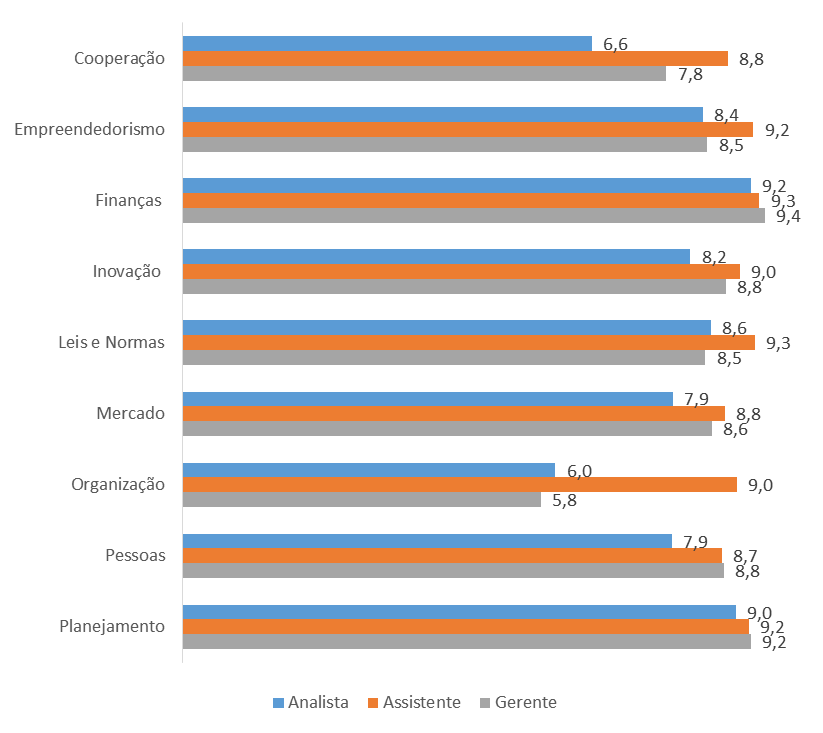 Cooperação
6,6
8,8
7,8
Empreendedorismo
8,4
9,2
8,5
Finanças
9,2
9,3
9,4
Inovação
8,2
9,0
8,8
Leis e Normas
8,6
9,3
8,5
Mercado
7,9
8,8
8,6
Organização
6,0
9,0
5,8
Pessoas
7,9
8,7
8,8
Planejamento
9,0
9,2
9,2
Analista Assistente Gerente